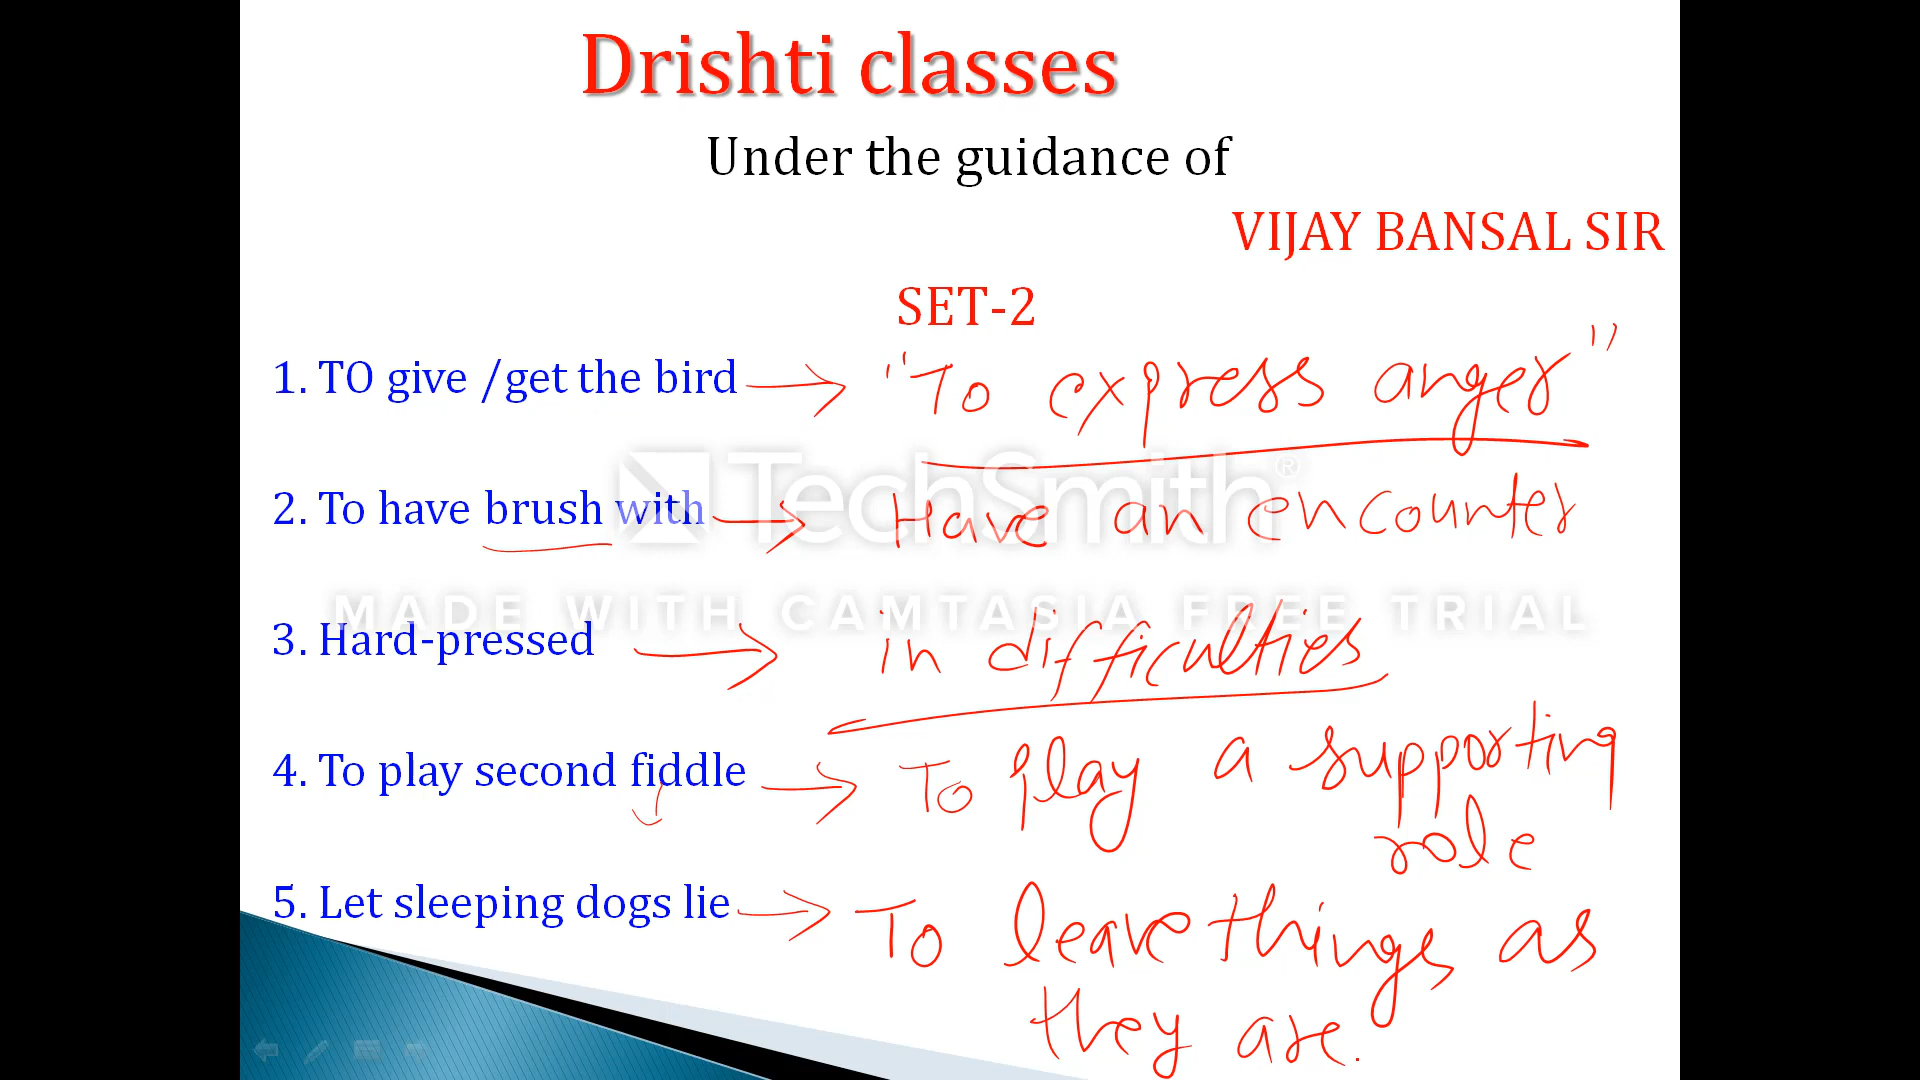 Drishti classes
Under the guidance of
VIJAY BANSAL SIR
SET-2
1. TO give /get the bird → "To express anger"
2. To have brush with → Have an encounter
3. Hard-pressed → in difficulties
4. To play second fiddle → To play a supporting
role
5. Let sleeping dogs lie → To leave things as
they are.
TechSmith®
MADE WITH CAMTASIA FREE TRIAL